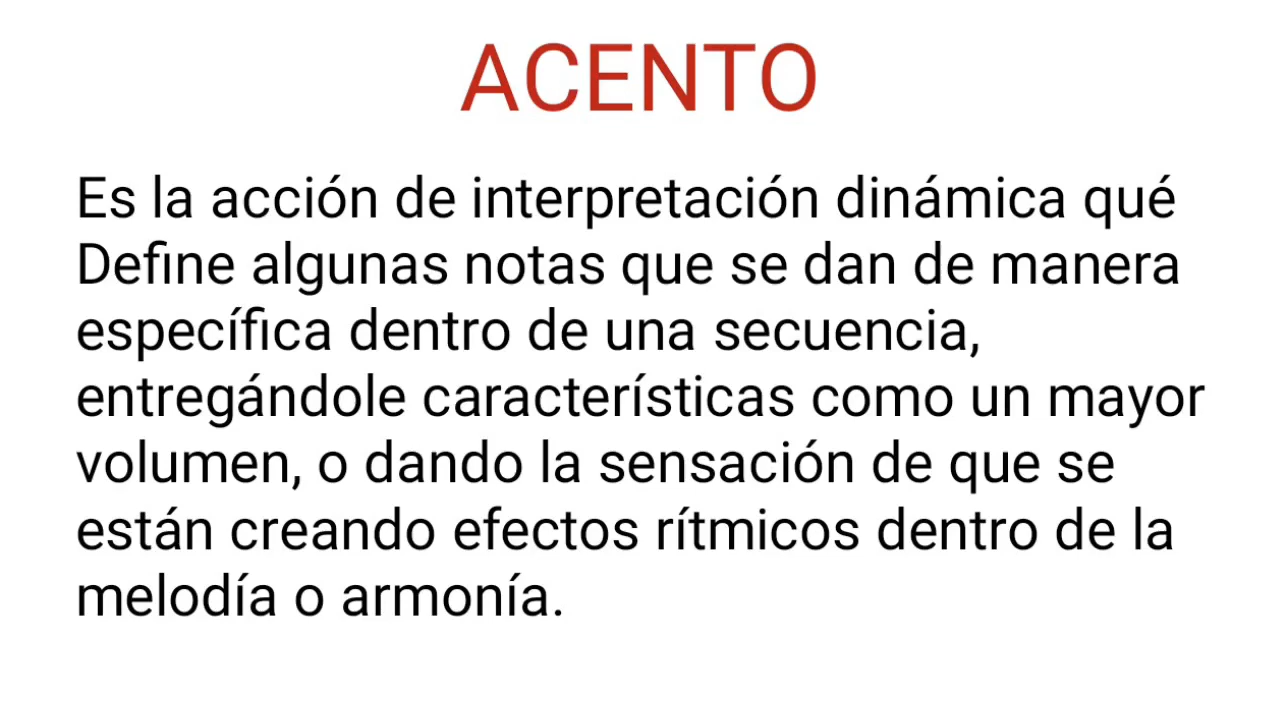 ACENTO
Es la acción de interpretación dinámica qué
Define algunas notas que se dan de manera
específica dentro de una secuencia,
entregándole características como un mayor
volumen, o dando la sensación de que se
están creando efectos rítmicos dentro de la
melodía o armonía.